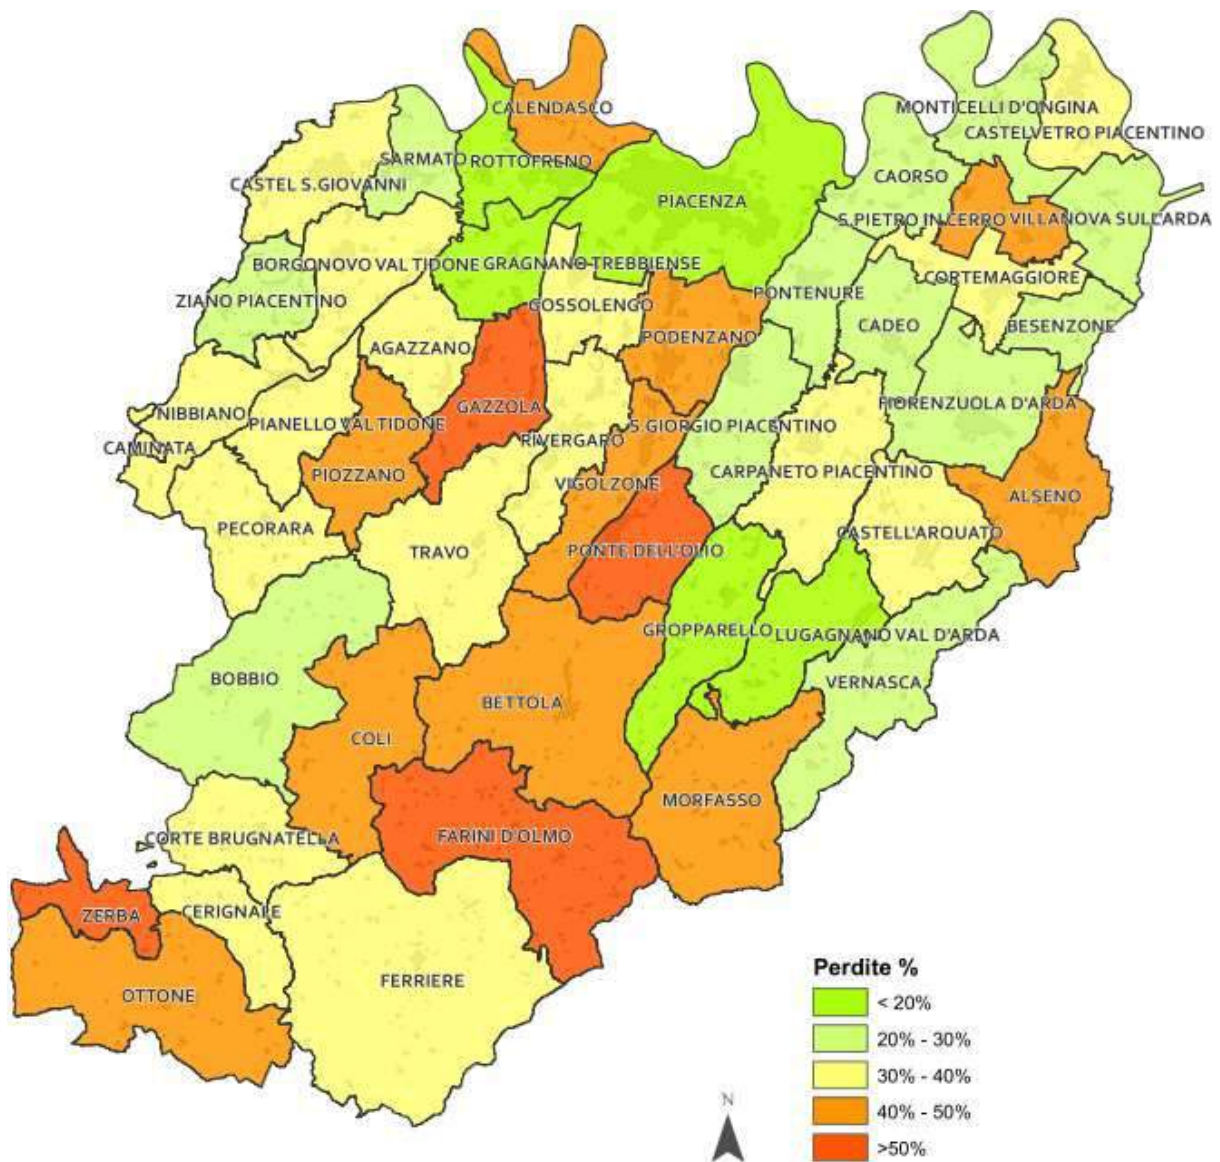 CALENDASCO
MONTICELLI D'ONGINA
CASTELVETRO PIACENTINO
SARMATO
ROTTOFRENO
CASTEL S.GIOVANNI
CAORSO
PIACENZA
S.PIETRO IN CERRO
VILLANOVA SULL'ARDA
BORGONOVO VAL TIDONE
GRAGNANO TREBBIENSE
CORTEMAGGIORE
ZIANO PIACENTINO
GOSSOLENGO
PONTENURE
CADEO
BESENZONE
PODENZANO
AGAZZANO
GAZZOLA
FIORENZUOLA D'ARDA
NIBBIANO
PIANELLO VAL TIDONE
S.GIORGIO PIACENTINO
CAMINATA
RIVERGARO
PIOZZANO
VIGOLZONE
CARPANETO PIACENTINO
ALSENO
PECORARA
TRAVO
PONTE DELL'OLIO
CASTELL'ARQUATO
GROPPARELLO
LUGAGNANO VAL D'ARDA
BOBBIO
VERNASCA
BETTOLA
COLI
MORFASSO
CORTE BRUGNATELLA
FARINI D'OLMO
ZERBA
CERIGNALE
FERRIERE
OTTONE
Perdite %
< 20%
20% - 30%
30% - 40%
40% - 50%
>50%
N